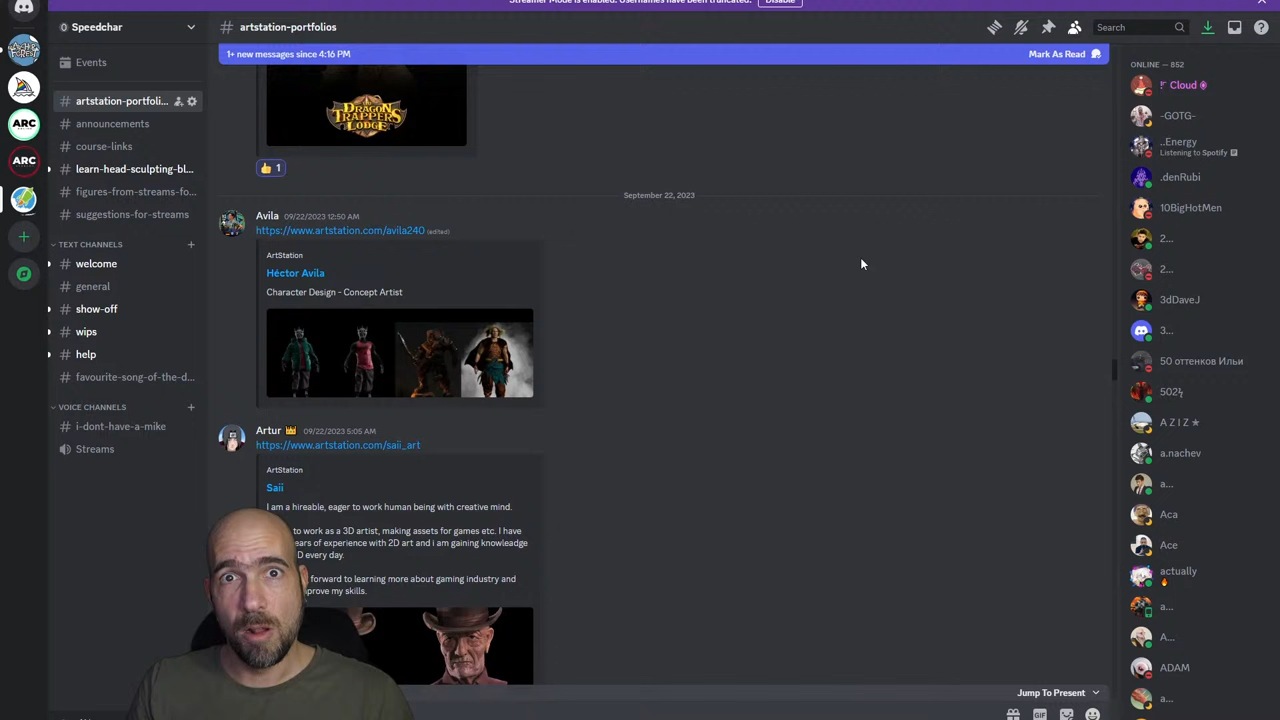 Streamer Mode is enabled. Usernames have been truncated.
Disable
Speedchar
# artstation-portfolios
Search
1+ new messages since 4:16 PM
Mark As Read
Events
# artstation-portfoli...
# announcements
# course-links
# learn-head-sculpting-bl...
# figures-from-streams-fo...
# suggestions-for-streams
TEXT CHANNELS
# welcome
# general
# show-off
# wips
# help
# favourite-song-of-the-d...
VOICE CHANNELS
# i-dont-have-a-mike
Streams
ARC
ARC
DRAGON
TRAPPERS
LODGE
👍 1
September 22, 2023
Avila 09/22/2023 12:50 AM
https://www.artstation.com/avila240 (edited)
ArtStation
Héctor Avila
Character Design - Concept Artist
Artur 09/22/2023 5:05 AM
https://www.artstation.com/saii_art
ArtStation
Saii
I am a hireable, eager to work human being with creative mind.
to work as a 3D artist, making assets for games etc. I have
ears of experience with 2D art and i am gaining knowleadge
D every day.
forward to learning more about gaming industry and
prove my skills.
Jump To Present
GIF
ONLINE — 852
Cloud
-GOTG-
..Energy
Listening to Spotify
.denRubi
10BigHotMen
2...
2...
3dDaveJ
3...
50 оттенков Ильи
502
A Z I Z ★
a.nachev
a...
Aca
Ace
actually
🔥
a...
A...
ADAM
a...